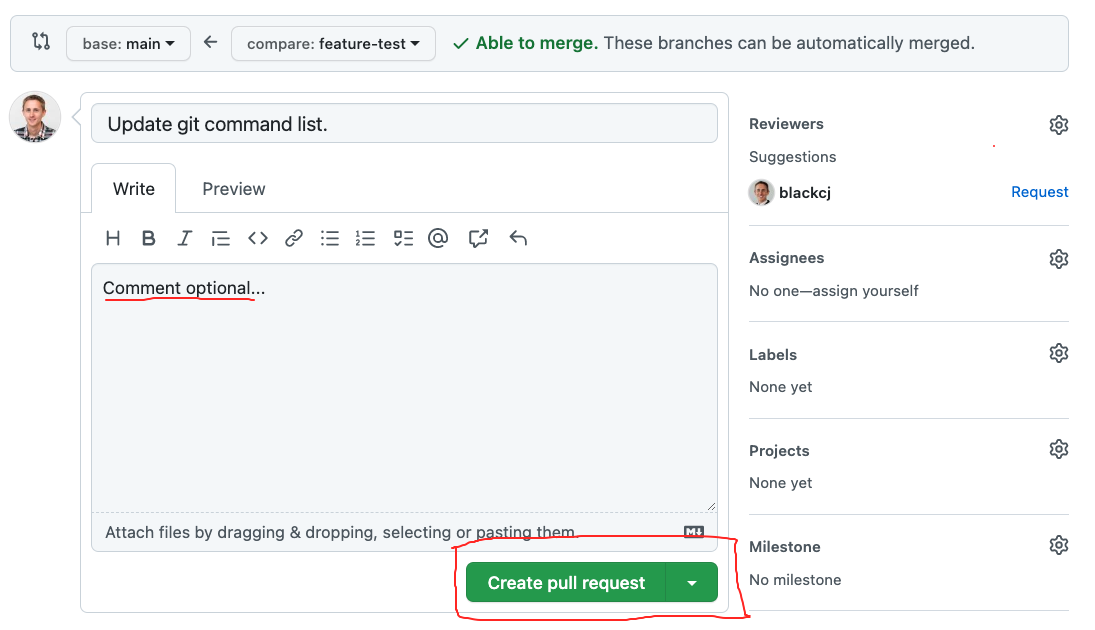 base: main compare: feature-test Able to merge. These branches can be automatically merged.
Update git command list.
Write Preview
Comment optional...
Attach files by dragging & dropping, selecting or pasting them.
Create pull request
Reviewers
Suggestions
blackcj Request
Assignees
No one—assign yourself
Labels
None yet
Projects
None yet
Milestone
No milestone